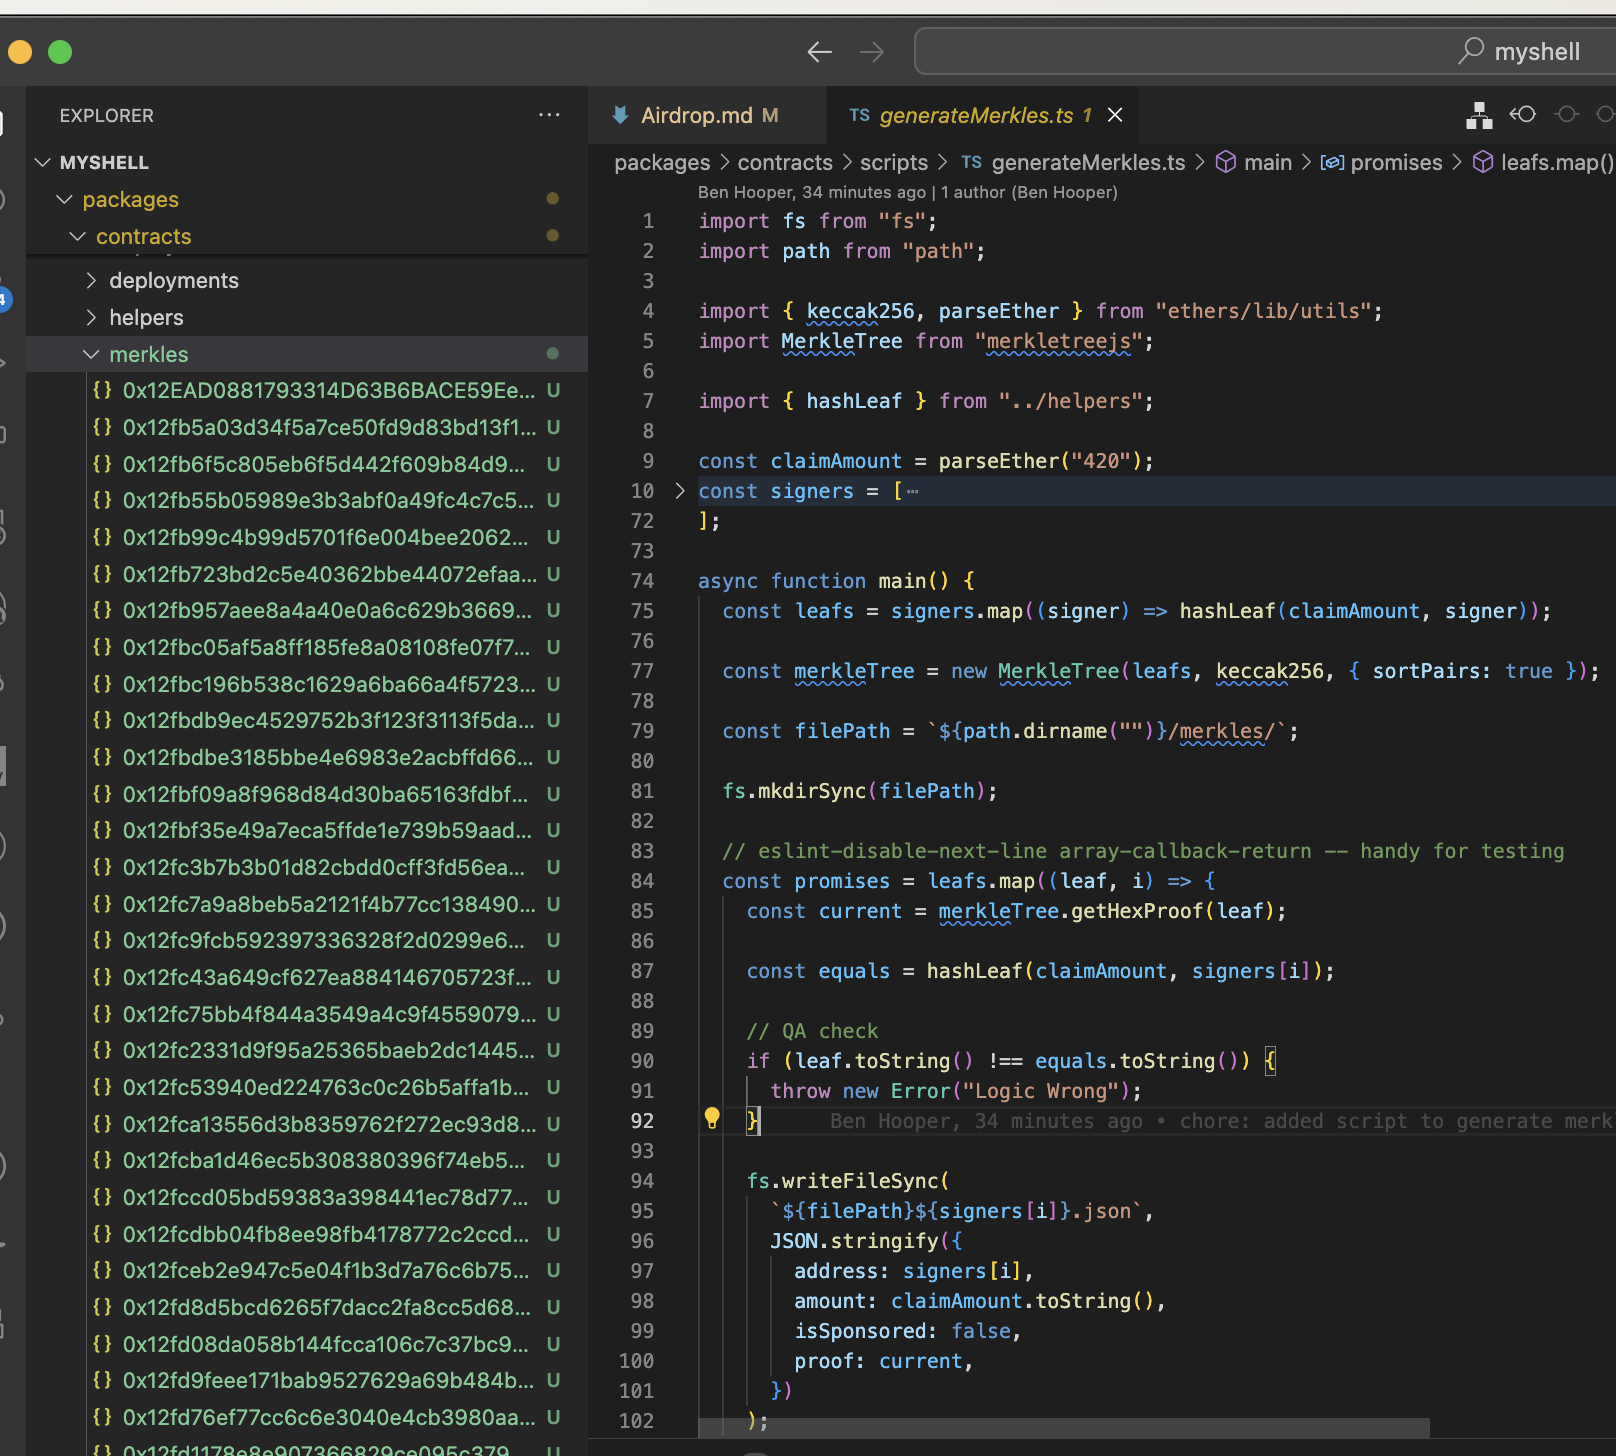 myshell
EXPLORER
MYSHELL
packages
contracts
deployments
helpers
merkles
0x12EAD0881793314D63B6BACE59Ee... U
0x12fb5a03d34f5a7ce50fd9d83bd13f1... U
0x12fb6f5c805eb6f5d442f609b84d9... U
0x12fb55b05989e3b3abf0a49fc4c7c5... U
0x12fb99c4b99d5701f6e004bee2062... U
0x12fb723bd2c5e40362bbe44072efaa... U
0x12fb957aee8a4a40e0a6c629b3669... U
0x12fbc05af5a8ff185fe8a08108fe07f7... U
0x12fbc196b538c1629a6ba66a4f5723... U
0x12fbdb9ec4529752b3f123f3113f5da... U
0x12fbdbe3185bbe4e6983e2acbffd66... U
0x12fbf09a8f968d84d30ba65163fdbf... U
0x12fbf35e49a7eca5ffde1e739b59aad... U
0x12fc3b7b3b01d82cbdd0cff3fd56ea... U
0x12fc7a9a8beb5a2121f4b77cc138490... U
0x12fc9fcb592397336328f2d0299e6... U
0x12fc43a649cf627ea884146705723f... U
0x12fc75bb4f844a3549a4c9f4559079... U
0x12fc2331d9f95a25365baeb2dc1445... U
0x12fc53940ed224763c0c26b5affa1b... U
0x12fca13556d3b8359762f272ec93d8... U
0x12fcba1d46ec5b308380396f74eb5... U
0x12fccd05bd59383a398441ec78d77... U
0x12fcdbb04fb8ee98fb4178772c2ccd... U
0x12fceb2e947c5e04f1b3d7a76c6b75... U
0x12fd8d5bcd6265f7dacc2fa8cc5d68... U
0x12fd08da058b144fcca106c7c37bc9... U
0x12fd9feee171bab9527629a69b484b... U
0x12fd76ef77cc6c6e3040e4cb3980aa... U
0x12fd1178e8e907366829ce095c379... U
Airdrop.md M
TS generateMerkles.ts 1
packages > contracts > scripts > TS generateMerkles.ts > main > promises > leafs.map()
Ben Hooper, 34 minutes ago | 1 author (Ben Hooper)
1 import fs from "fs";
2 import path from "path";
3
4 import { keccak256, parseEther } from "ethers/lib/utils";
5 import MerkleTree from "merkletreejs";
6
7 import { hashLeaf } from "../helpers";
8
9 const claimAmount = parseEther("420");
10 const signers = [⋯
72 ];
73
74 async function main() {
75 const leafs = signers.map((signer) => hashLeaf(claimAmount, signer));
76
77 const merkleTree = new MerkleTree(leafs, keccak256, { sortPairs: true });
78
79 const filePath = `${path.dirname("")}/merkles/`;
80
81 fs.mkdirSync(filePath);
82
83 // eslint-disable-next-line array-callback-return -- handy for testing
84 const promises = leafs.map((leaf, i) => {
85 const current = merkleTree.getHexProof(leaf);
86
87 const equals = hashLeaf(claimAmount, signers[i]);
88
89 // QA check
90 if (leaf.toString() !== equals.toString()) {
91 throw new Error("Logic Wrong");
92 } Ben Hooper, 34 minutes ago • chore: added script to generate merk
93
94 fs.writeFileSync(
95 `${filePath}${signers[i]}.json`,
96 JSON.stringify({
97 address: signers[i],
98 amount: claimAmount.toString(),
99 isSponsored: false,
100 proof: current,
101 })
102 );